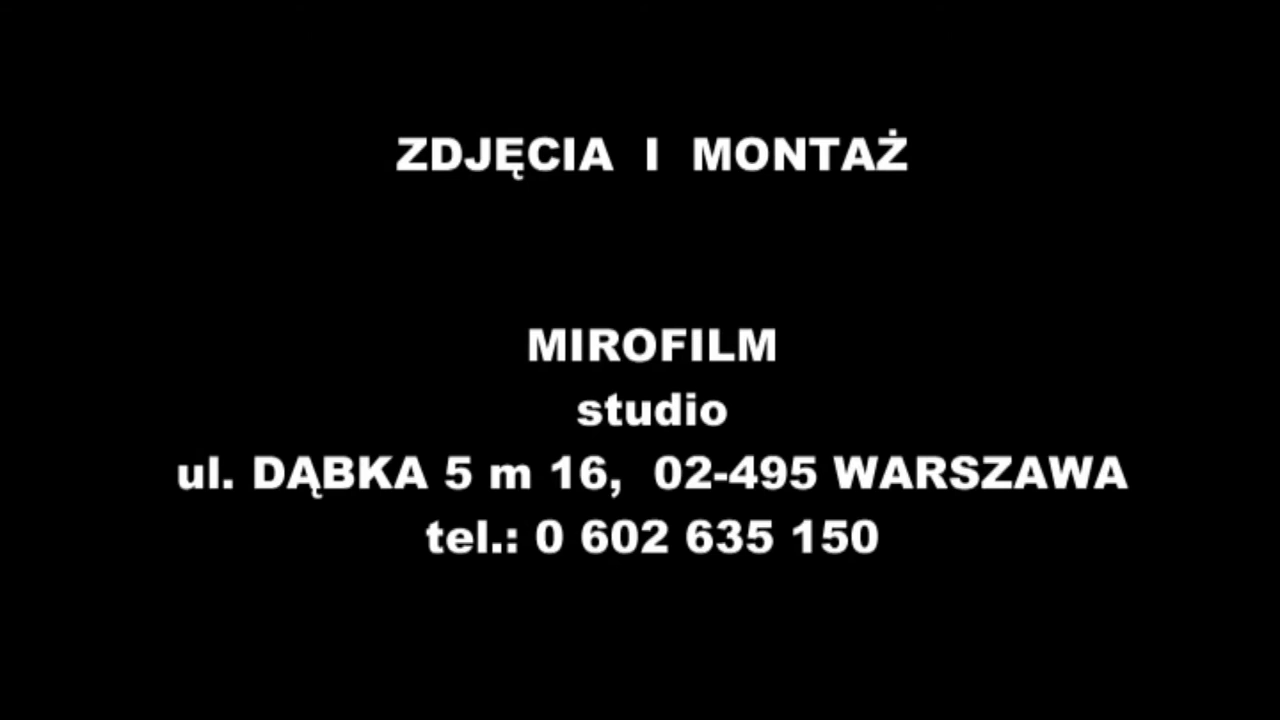 ZDJĘCIA I MONTAŻ
MIROFILM
studio
ul. DĄBKA 5 m 16, 02-495 WARSZAWA
tel.: 0 602 635 150